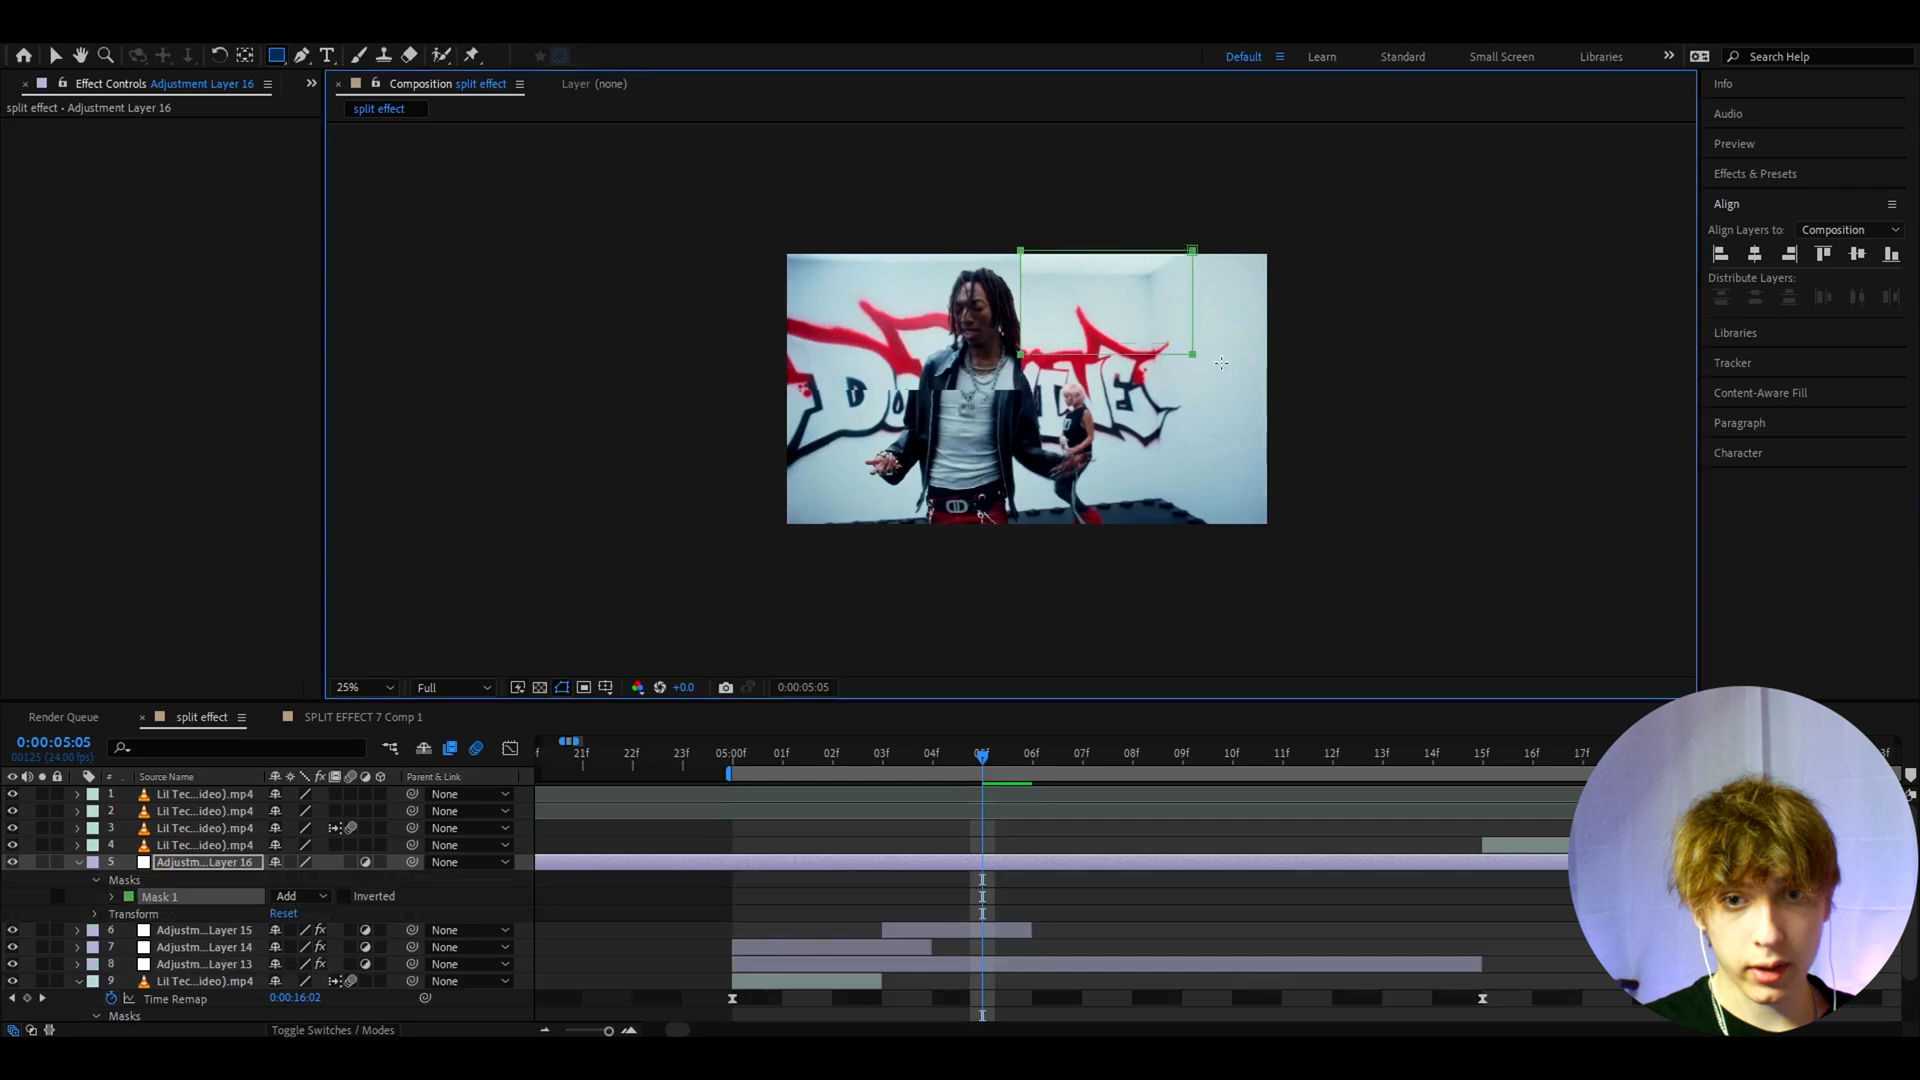 Default
Learn
Standard
Small Screen
Libraries
Search Help
Effect Controls Adjustment Layer 16
Composition split effect
Layer (none)
split effect • Adjustment Layer 16
split effect
Info
Audio
Preview
Effects & Presets
Align
Align Layers to: Composition
Distribute Layers:
Libraries
Tracker
Content-Aware Fill
Paragraph
Character
25%
Full
+0.0
0:00:05:05
Render Queue
split effect
SPLIT EFFECT 7 Comp 1
0:00:05:05
00125 (24.00 fps)
f 21f 22f 23f 05:00f 01f 02f 03f 04f 05f 06f 07f 08f 09f 10f 11f 12f 13f 14f 15f 16f 17f
# Source Name Parent & Link
1 Lil Tec...ideo).mp4 None
2 Lil Tec...ideo).mp4 None
3 Lil Tec...ideo).mp4 None
4 Lil Tec...ideo).mp4 None
5 Adjustm...Layer 16 None
Masks
Mask 1 Add Inverted
Transform Reset
6 Adjustm...Layer 15 fx None
7 Adjustm...Layer 14 fx None
8 Adjustm...Layer 13 fx None
9 Lil Tec...ideo).mp4 None
Time Remap 0:00:16:02
Masks
Toggle Switches / Modes